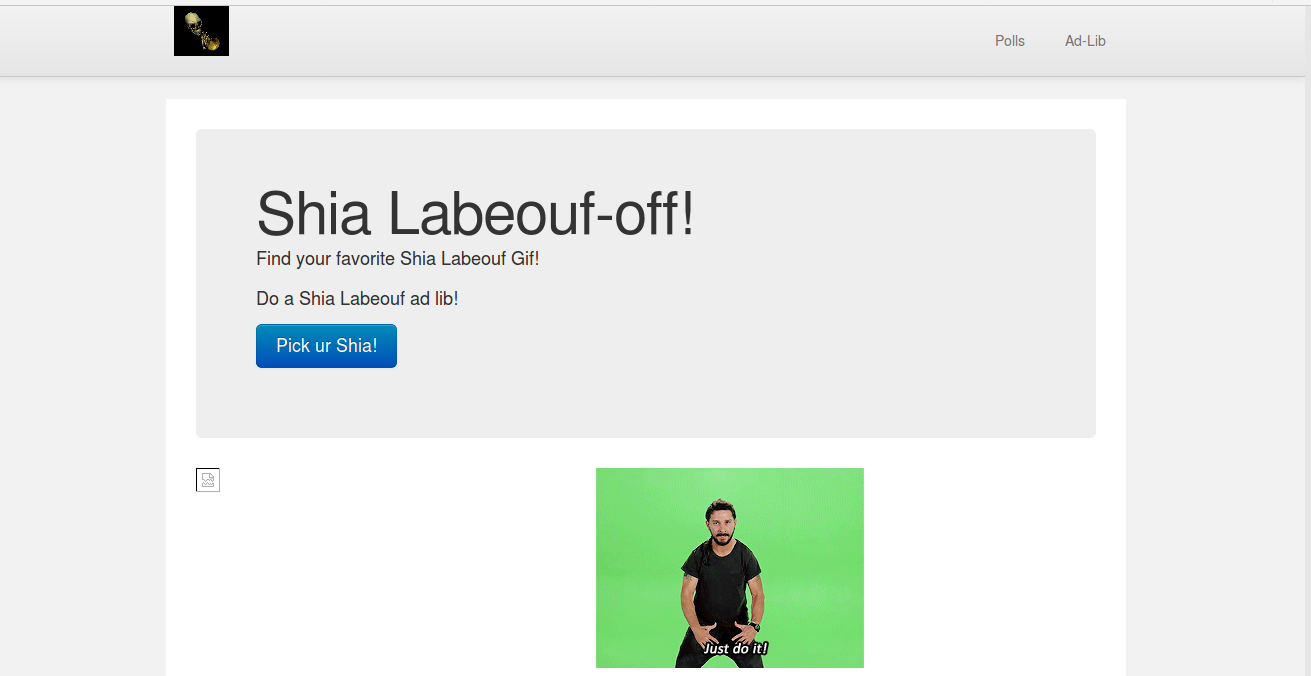 Polls Ad-Lib
Shia Labeouf-off!
Find your favorite Shia Labeouf Gif!
Do a Shia Labeouf ad lib!
Pick ur Shia!
Just do it!